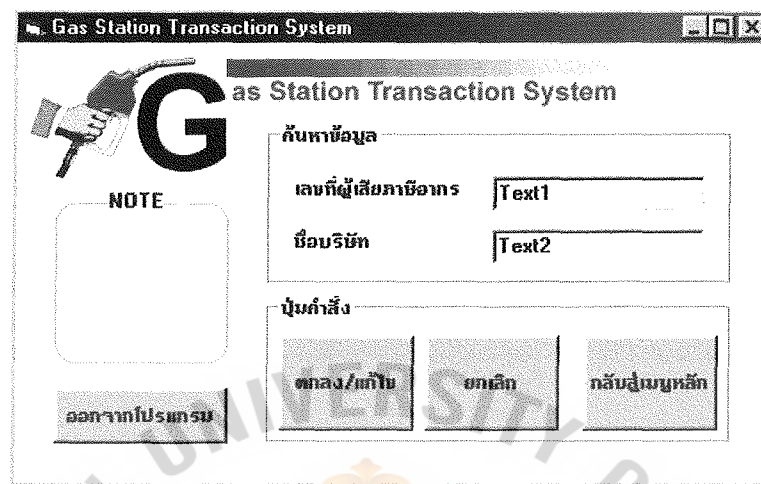 Gas Station Transaction System
Gas Station Transaction System
NOTE
ค้นหาข้อมูล
เลขที่ผู้เสียภาษีอากร Text1
ชื่อบริษัท Text2
ปุ่มคำสั่ง
ตกลง/แก้ไข ยกเลิก กลับสู่เมนูหลัก
ออกจากโปรแกรม
UNIVERSITY